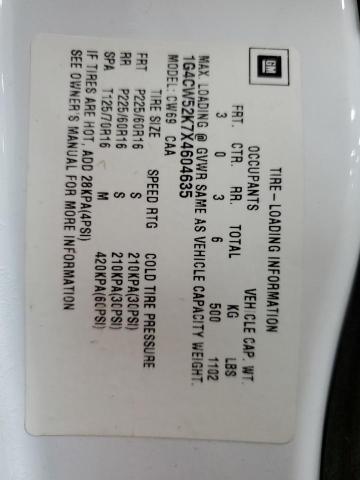 GM
TIRE-LOADING INFORMATION
OCCUPANTS VEHICLE CAP. WT.
FRT. CTR. RR. TOTAL KG LBS
3 0 3 6 500 1102
MAX. LOADING @ GVWR SAME AS VEHICLE CAPACITY WEIGHT.
1G4CW52K7X4604635
MODEL: CW69 CAA
TIRE SIZE SPEED RTG COLD TIRE PRESSURE
FRT P225/60R16 S 210KPA(30PSI)
RR P225/60R16 S 210KPA(30PSI)
SPA T125/70R16 M 420KPA(60PSI)
IF TIRES ARE HOT, ADD 28KPA(4PSI)
SEE OWNER'S MANUAL FOR MORE INFORMATION